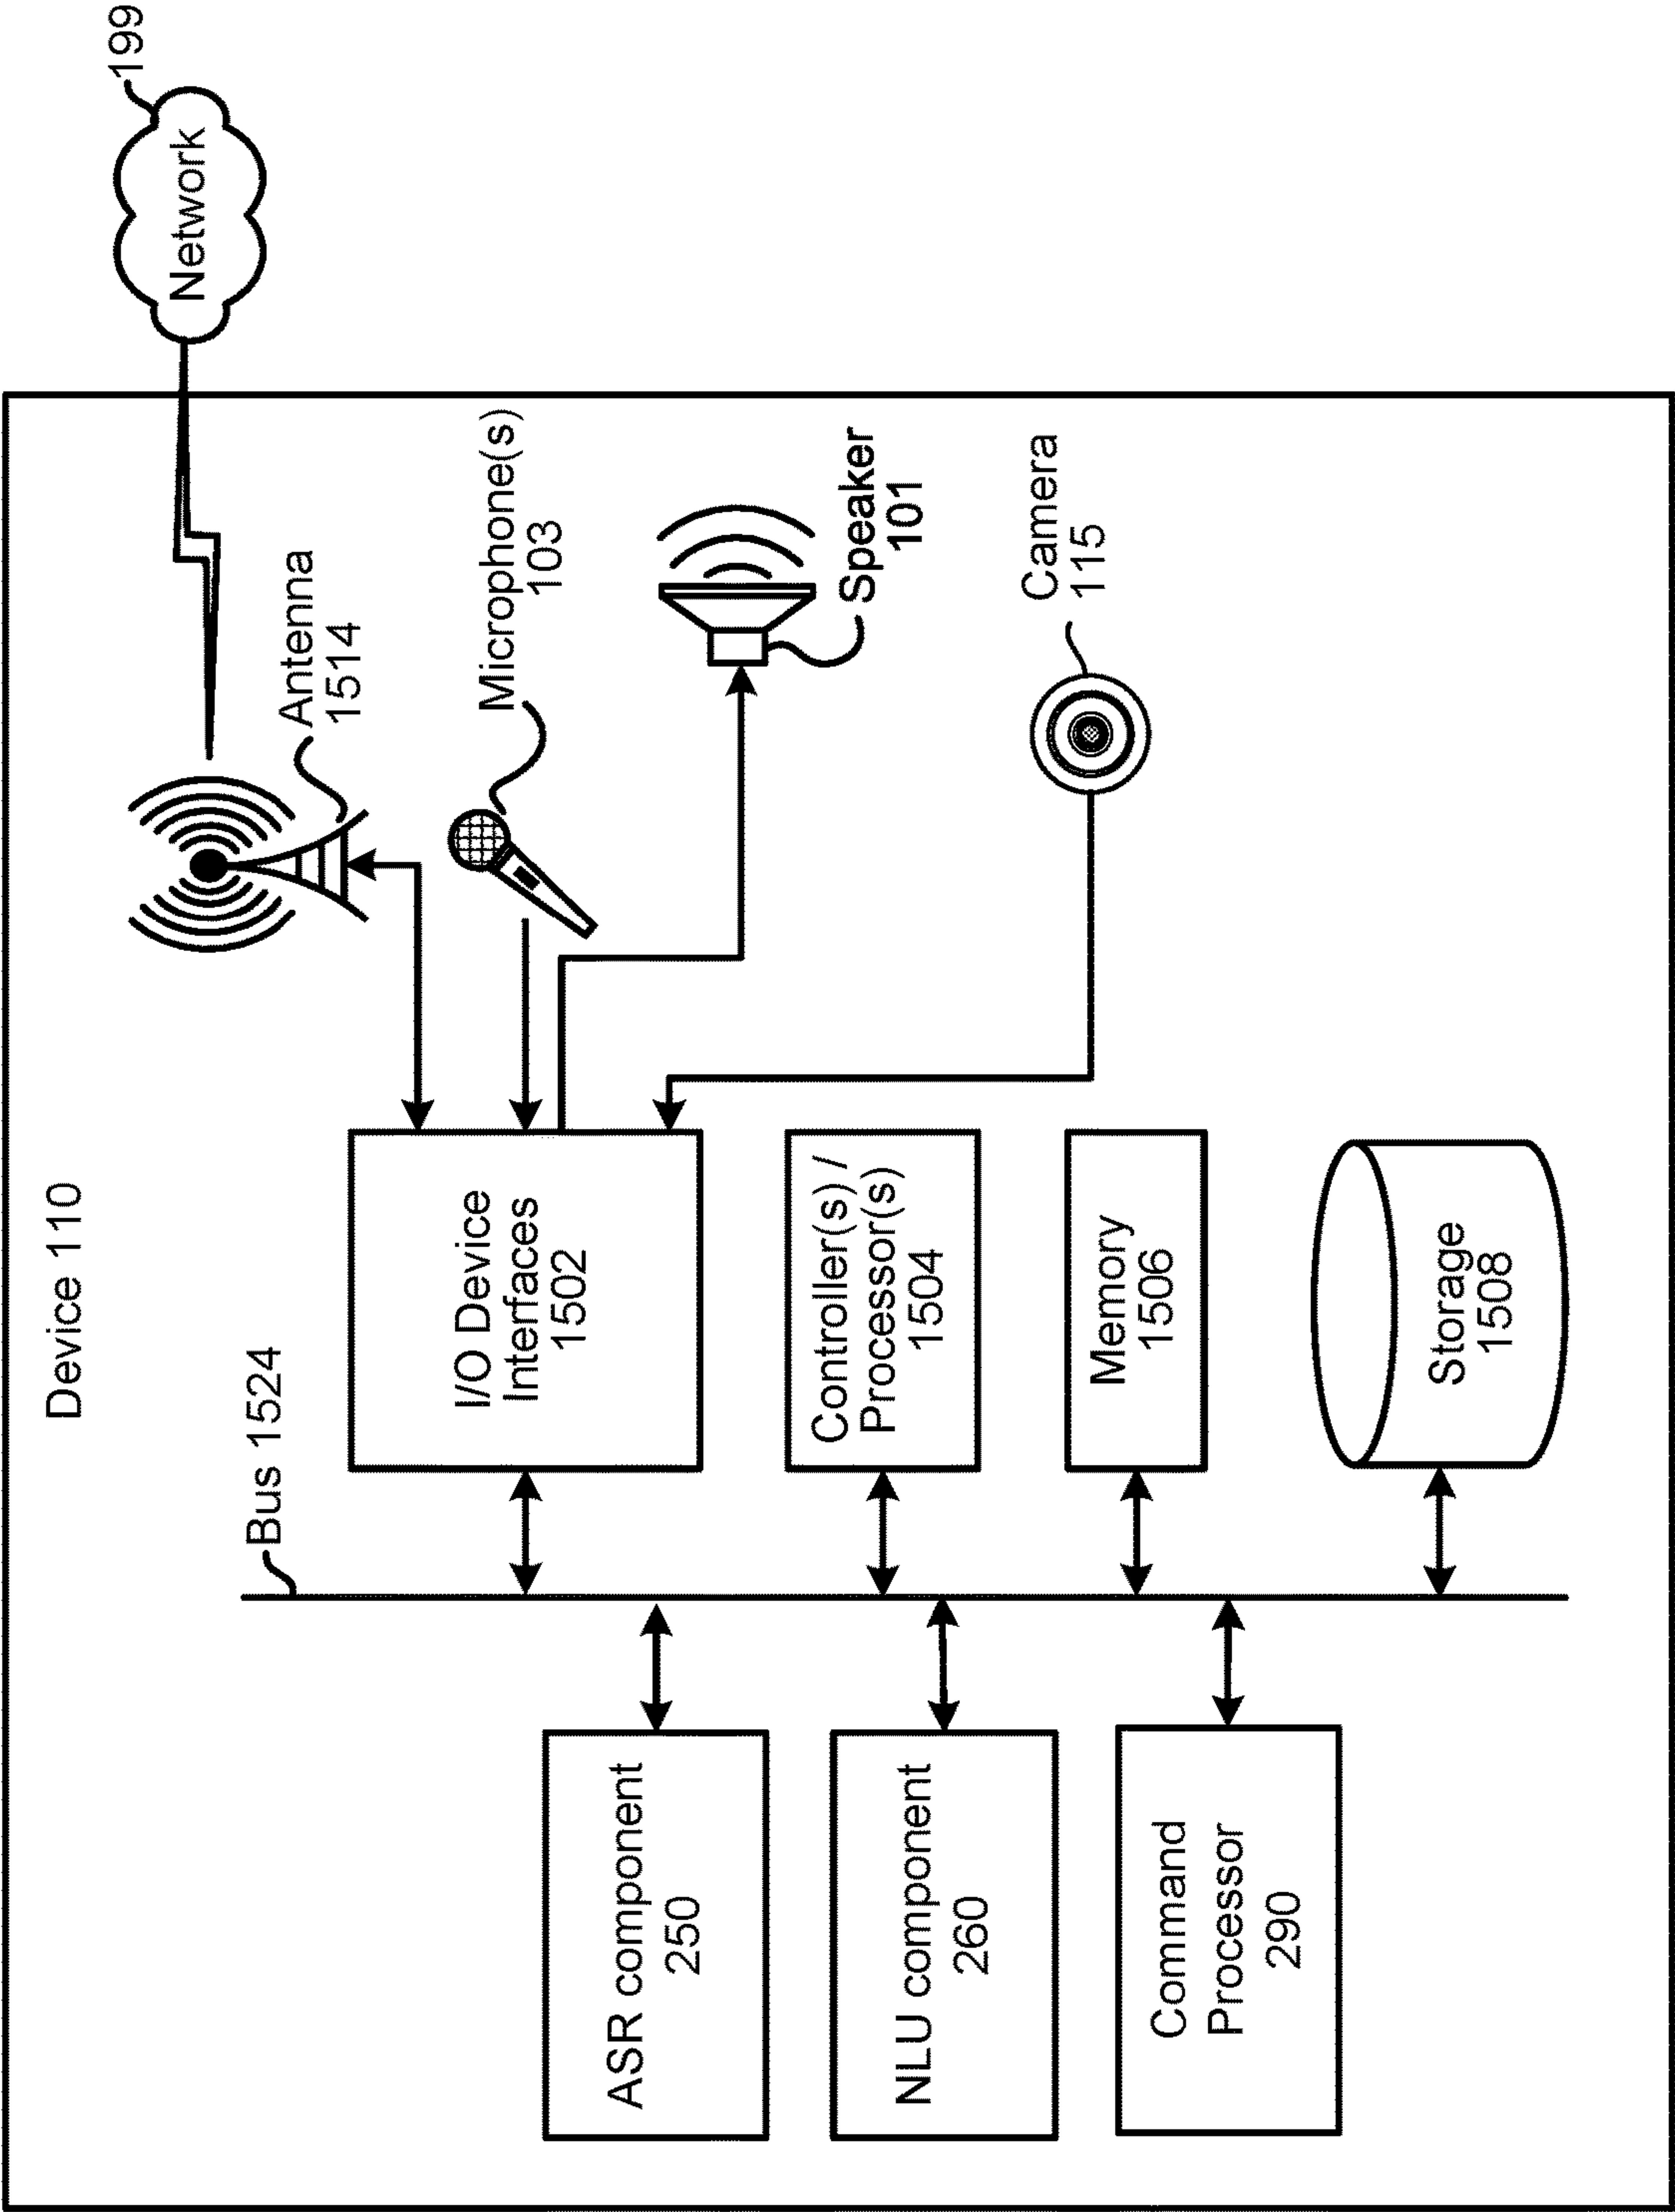 Device 110
Bus 1524
199
Network
Antenna
1514
Microphone(s)
103
Speaker
101
Camera
115
I/O Device
Interfaces
1502
Controller(s) /
Processor(s)
1504
Memory
1506
Storage
1508
ASR component
250
NLU component
260
Command
Processor
290